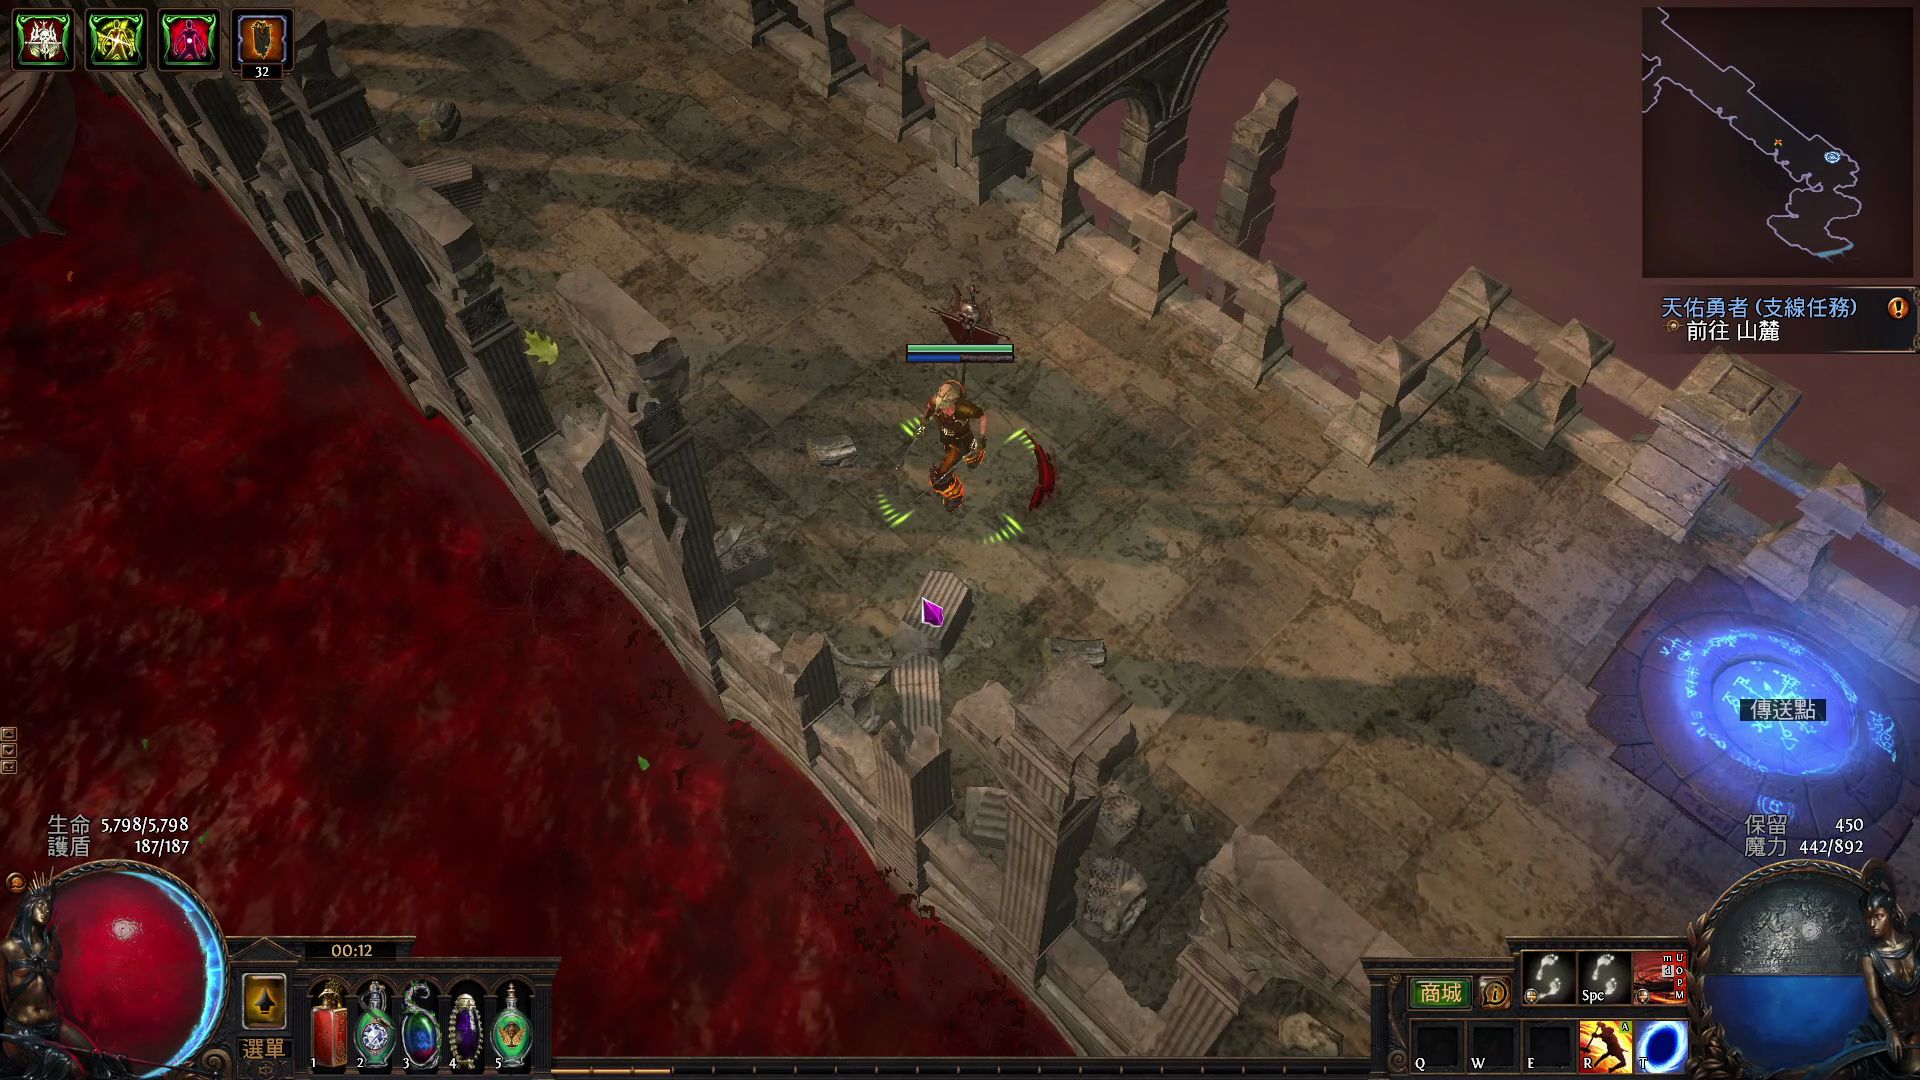 32
天佑勇者 (支線任務)
前往 山麓
傳送點
生命 5,798/5,798
護盾 187/187
保留 450
魔力 442/892
00:12
選單
1 2 3 4 5
商城
Spc
m U
d O
P
M
Q W E R A T